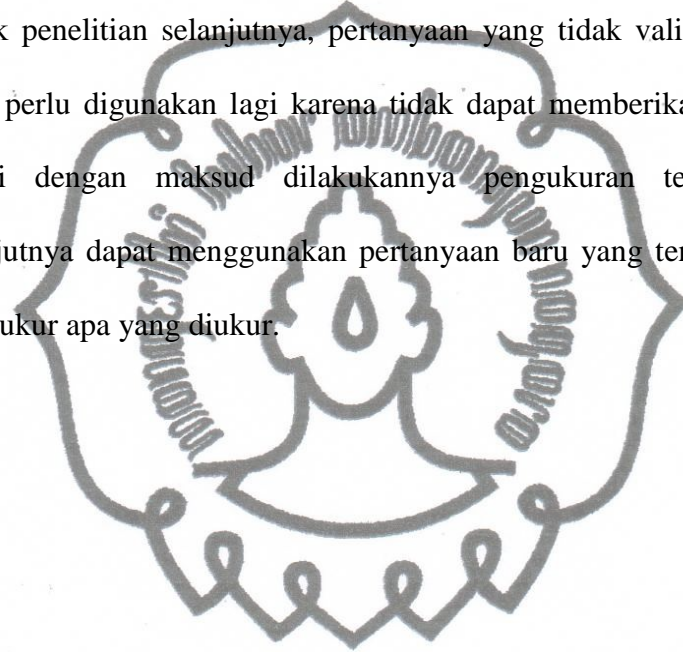 k penelitian selanjutnya, pertanyaan yang tidak vali
perlu digunakan lagi karena tidak dapat memberika
i dengan maksud dilakukannya pengukuran te
jutnya dapat menggunakan pertanyaan baru yang ter
ukur apa yang diukur.